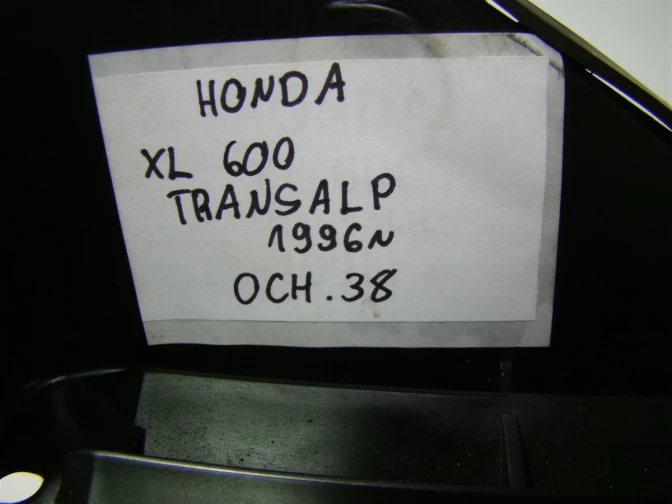 HONDA
XL 600
TRANSALP
1996N
OCH.38